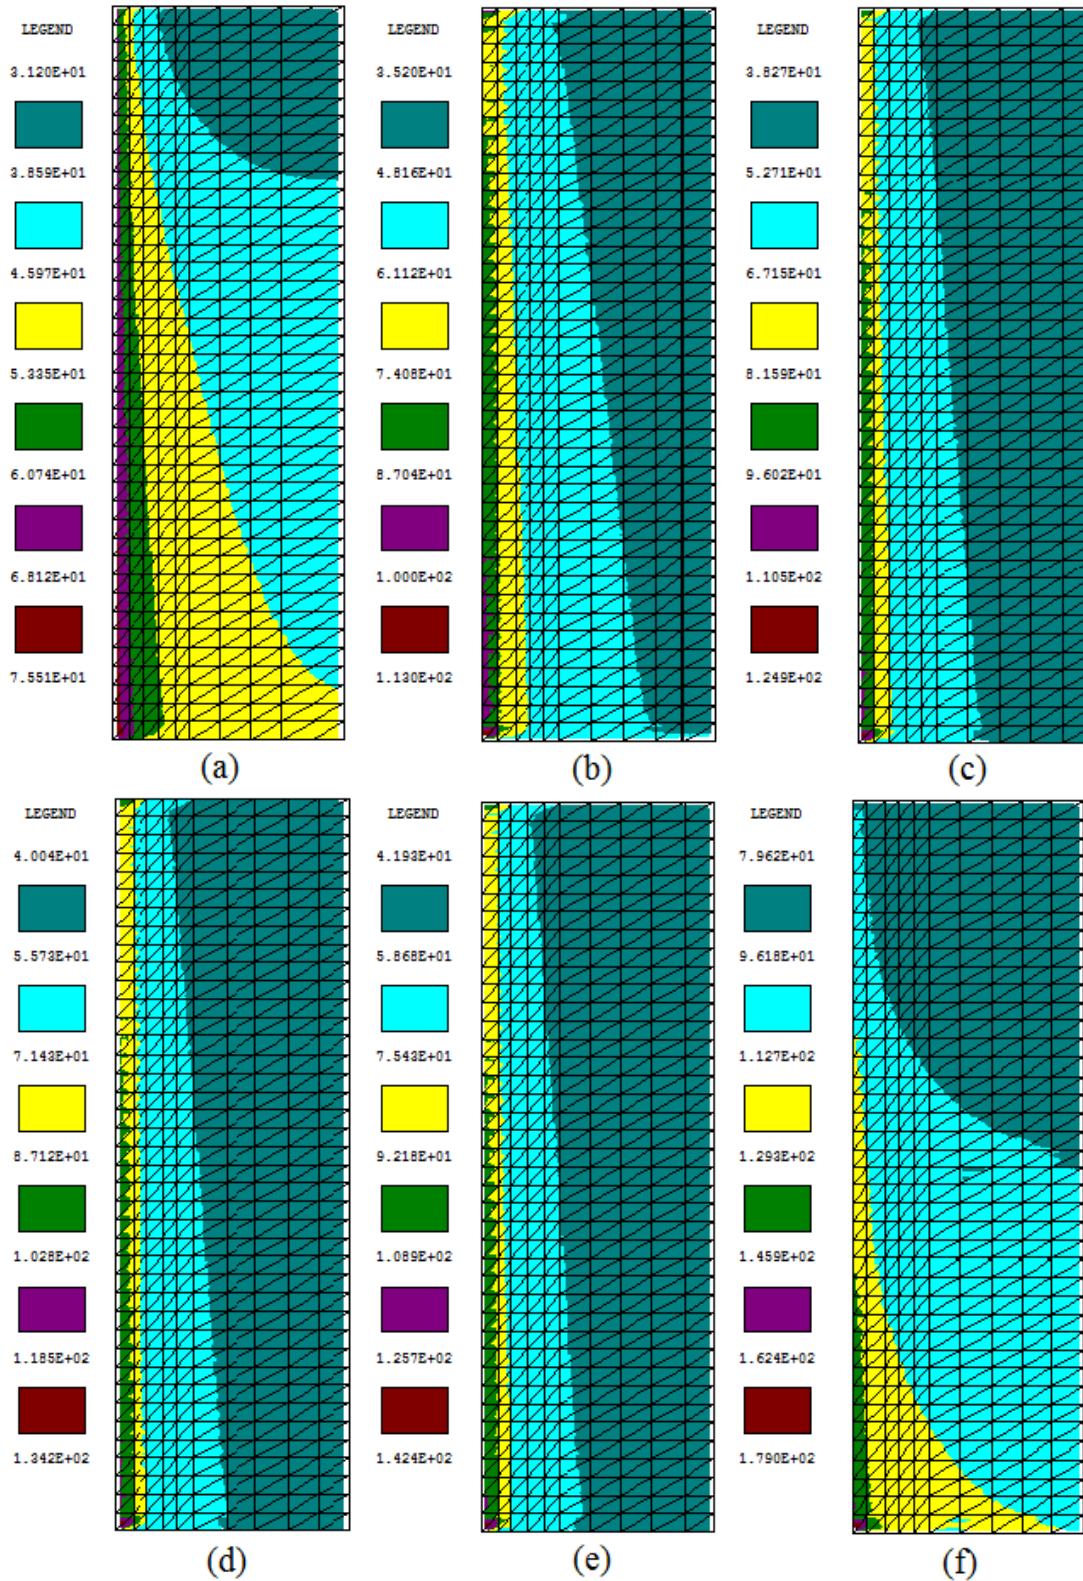 LEGEND
3.120E+01
3.859E+01
4.597E+01
5.335E+01
6.074E+01
6.812E+01
7.551E+01
(a)
LEGEND
3.520E+01
4.816E+01
6.112E+01
7.408E+01
8.704E+01
1.000E+02
1.130E+02
(b)
LEGEND
3.827E+01
5.271E+01
6.715E+01
8.159E+01
9.602E+01
1.105E+02
1.249E+02
(c)
LEGEND
4.004E+01
5.573E+01
7.143E+01
8.712E+01
1.028E+02
1.185E+02
1.342E+02
(d)
LEGEND
4.193E+01
5.868E+01
7.543E+01
9.218E+01
1.089E+02
1.257E+02
1.424E+02
(e)
LEGEND
7.962E+01
9.618E+01
1.127E+02
1.293E+02
1.459E+02
1.624E+02
1.790E+02
(f)